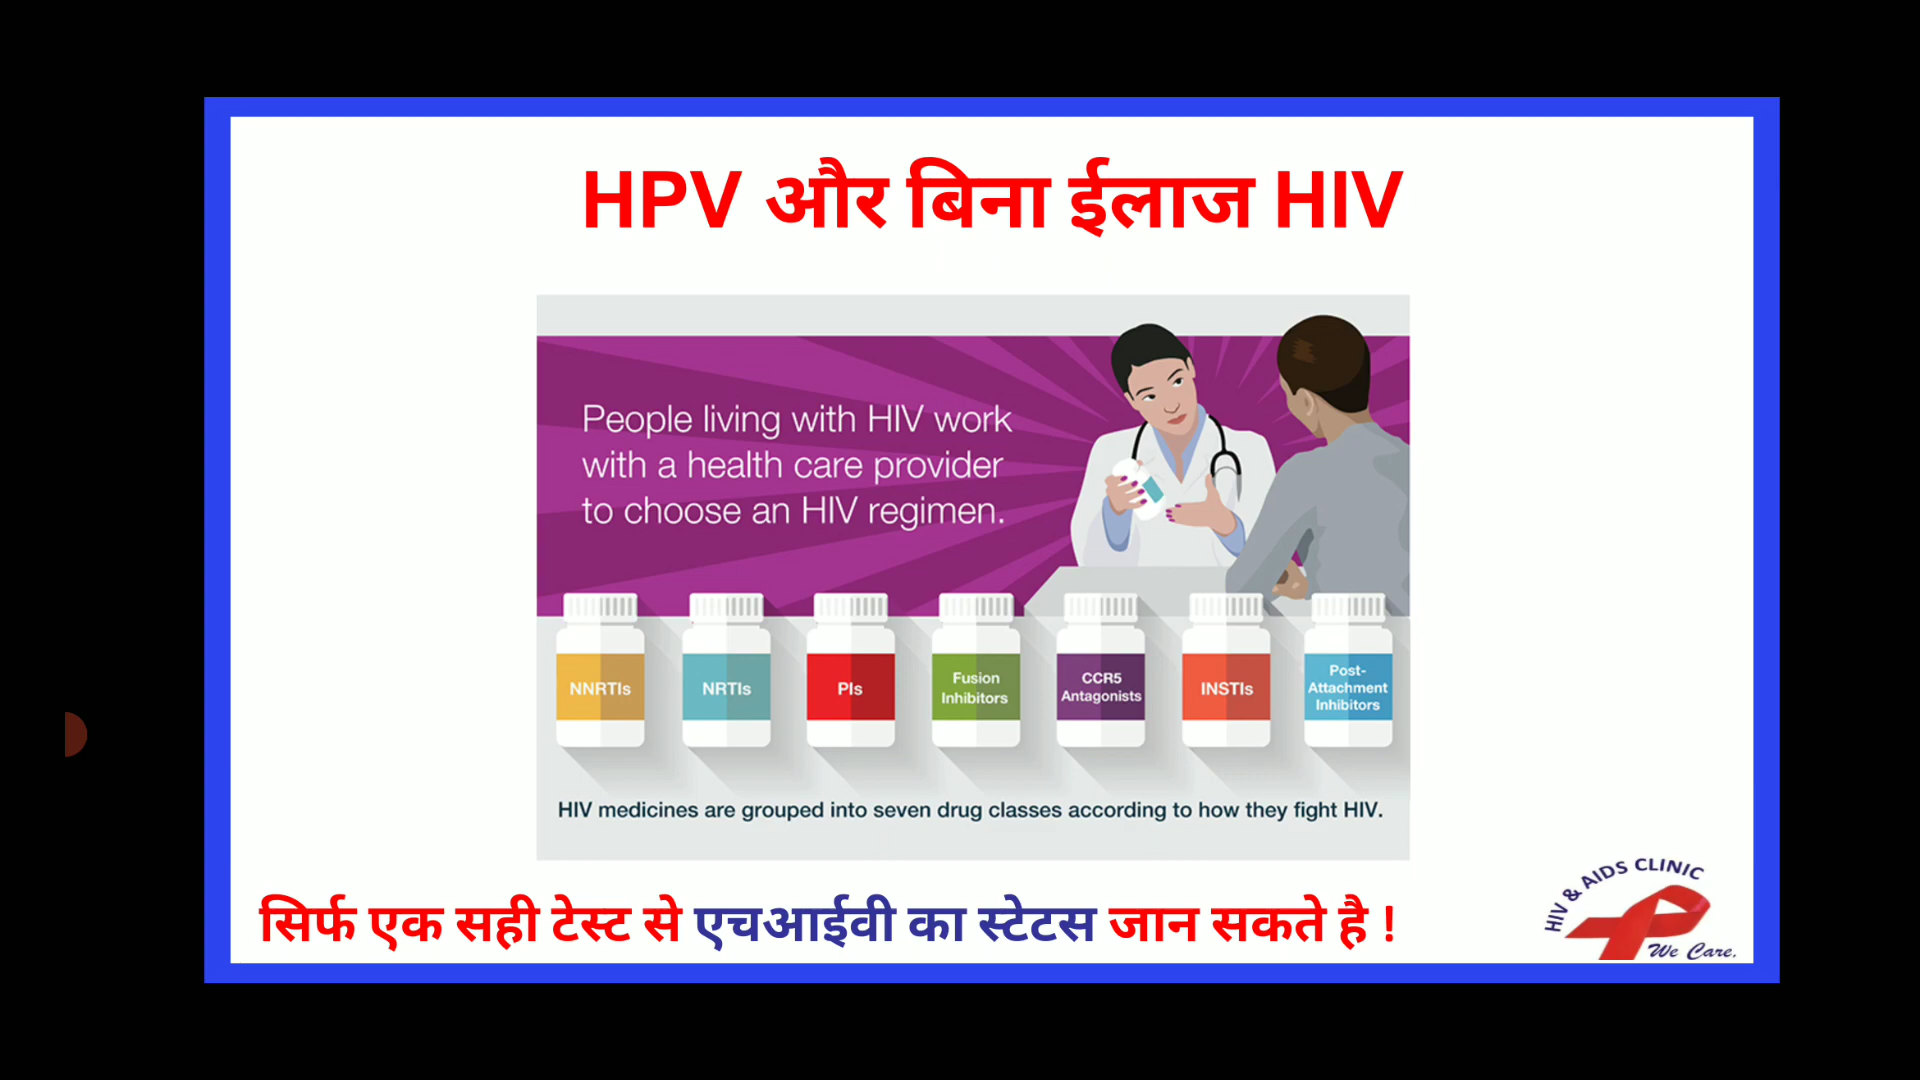 HPV और बिना ईलाज HIV
People living with HIV work
with a health care provider
to choose an HIV regimen.
NNRTIs
NRTIs
PIs
Fusion
Inhibitors
CCR5
Antagonists
INSTIs
Post-
Attachment
Inhibitors
HIV medicines are grouped into seven drug classes according to how they fight HIV.
सिर्फ एक सही टेस्ट से एचआईवी का स्टेटस जान सकते है !
HIV & AIDS CLINIC
We Care.